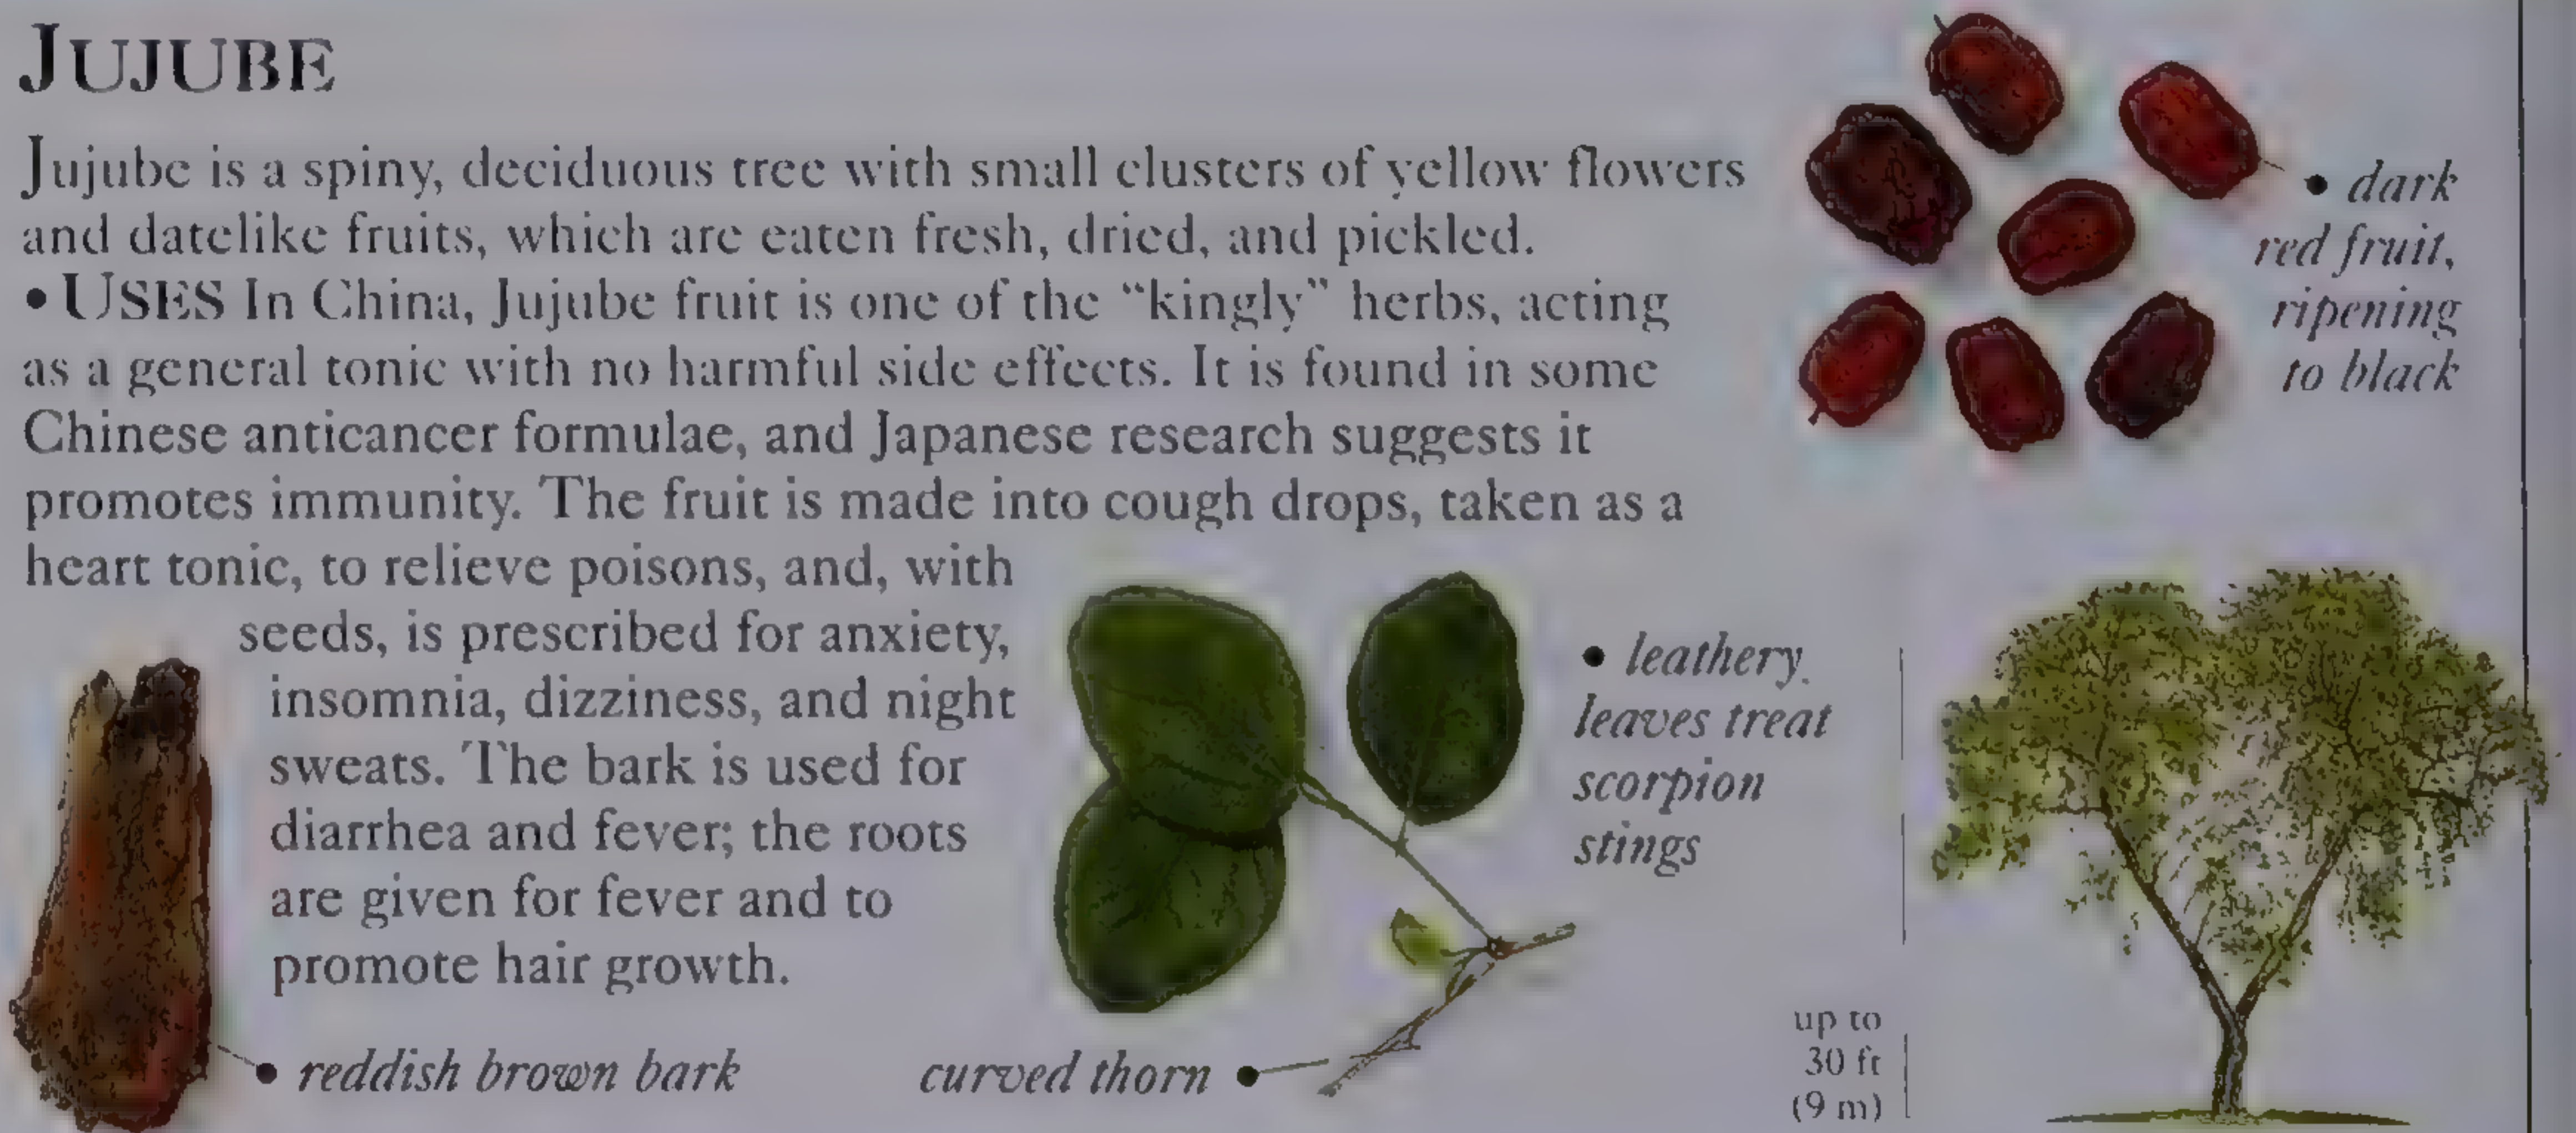 JUJUBE
Jujube is a spiny, deciduous tree with small clusters of yellow flowers
and datelike fruits, which are eaten fresh, dried, and pickled.
• USES In China, Jujube fruit is one of the “kingly” herbs, acting
as a general tonic with no harmful side effects. It is found in some
Chinese anticancer formulae, and Japanese research suggests it
promotes immunity. The fruit is made into cough drops, taken as a
heart tonic, to relieve poisons, and, with
seeds, is prescribed for anxiety,
insomnia, dizziness, and night
sweats. The bark is used for
diarrhea and fever; the roots
are given for fever and to
promote hair growth.
• dark
red fruit,
ripening
to black
• leathery
leaves treat
scorpion
stings
• reddish brown bark
curved thorn •
up to
30 ft
(9 m)